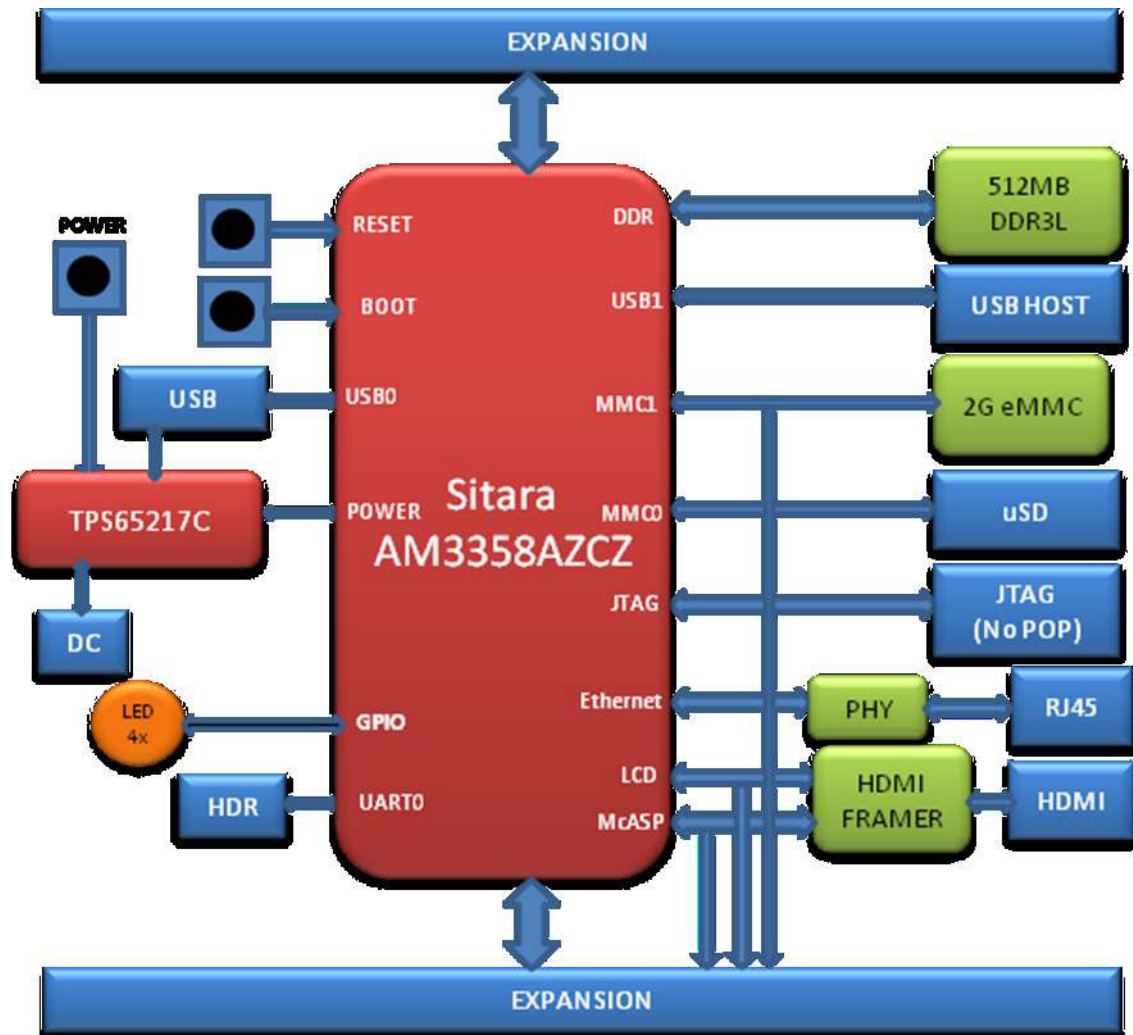 EXPANSION
POWER
RESET
BOOT
USB
USB0
TPS65217C
POWER
DC
LED
4x
GPIO
HDR
UART0
Sitara
AM3358AZCZ
DDR
USB1
MMC1
MMC0
JTAG
Ethernet
LCD
McASP
512MB
DDR3L
USB HOST
2G eMMC
uSD
JTAG
(No POP)
PHY
RJ45
HDMI
FRAMER
HDMI
EXPANSION